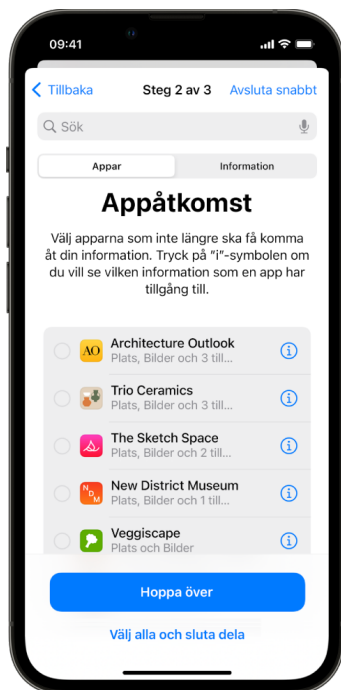 09:41
Tillbaka Steg 2 av 3 Avsluta snabbt
Sök
Appar Information
Appåtkomst
Välj apparna som inte längre ska få komma
åt din information. Tryck på ”i”-symbolen om
du vill se vilken information som en app har
tillgång till.
AO Architecture Outlook
Plats, Bilder och 3 till...
Trio Ceramics
Plats, Bilder och 3 till...
The Sketch Space
Plats, Bilder och 2 till...
NDM New District Museum
Plats, Bilder och 1 till...
Veggiscape
Plats och Bilder
Hoppa över
Välj alla och sluta dela